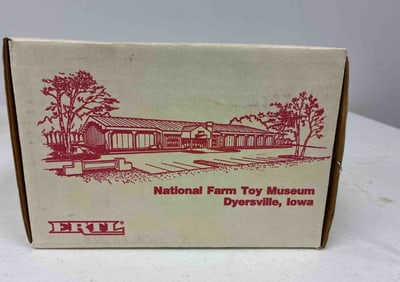 National Farm Toy Museum
Dyersville, Iowa
ERTL®